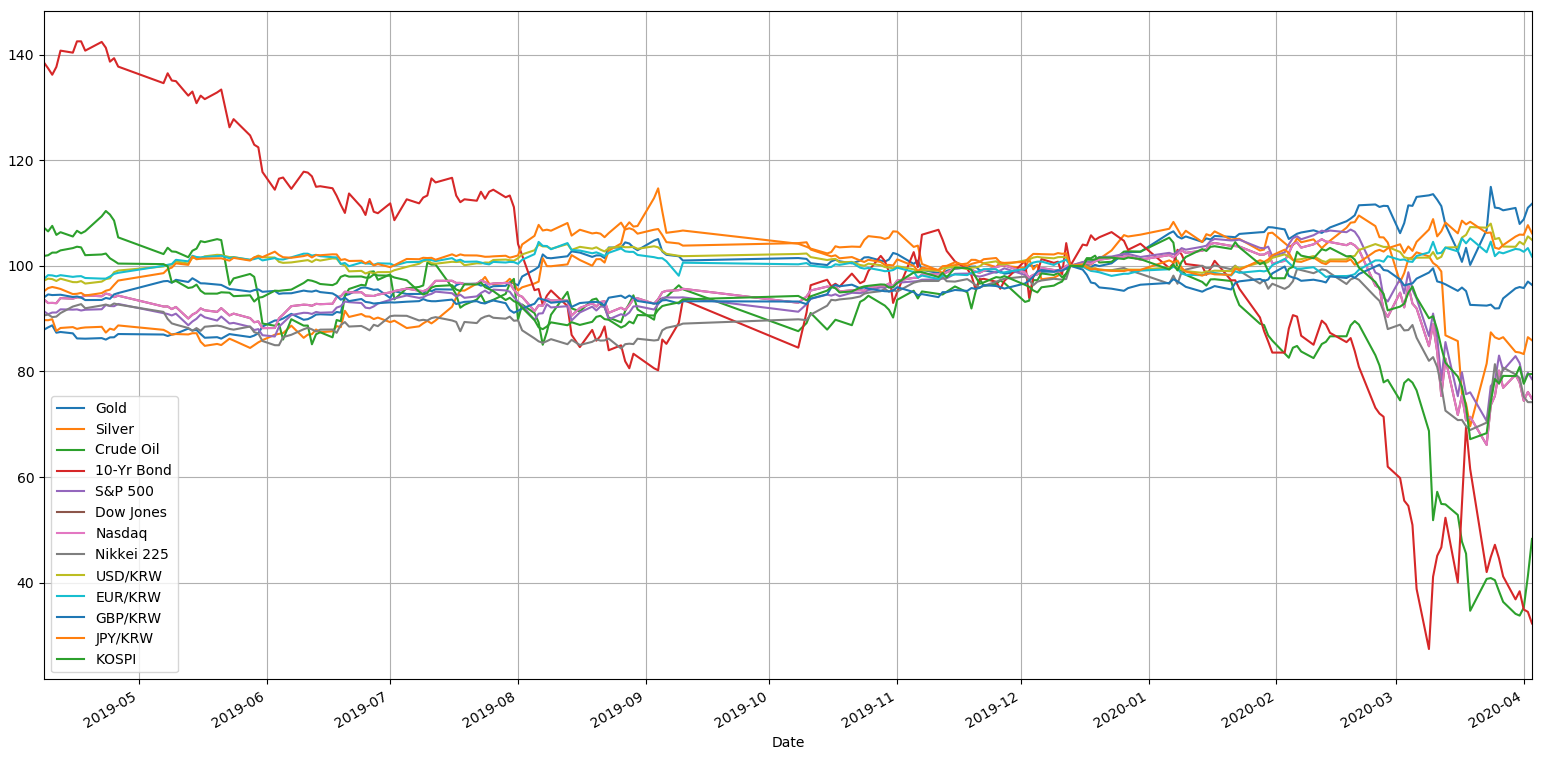 140
120
100
80
60
40
Gold
Silver
Crude Oil
10-Yr Bond
S&P 500
Dow Jones
Nasdaq
Nikkei 225
USD/KRW
EUR/KRW
GBP/KRW
JPY/KRW
KOSPI
2019-05
2019-06
2019-07
2019-08
2019-09
2019-10
2019-11
2019-12
2020-01
2020-02
2020-03
2020-04
Date